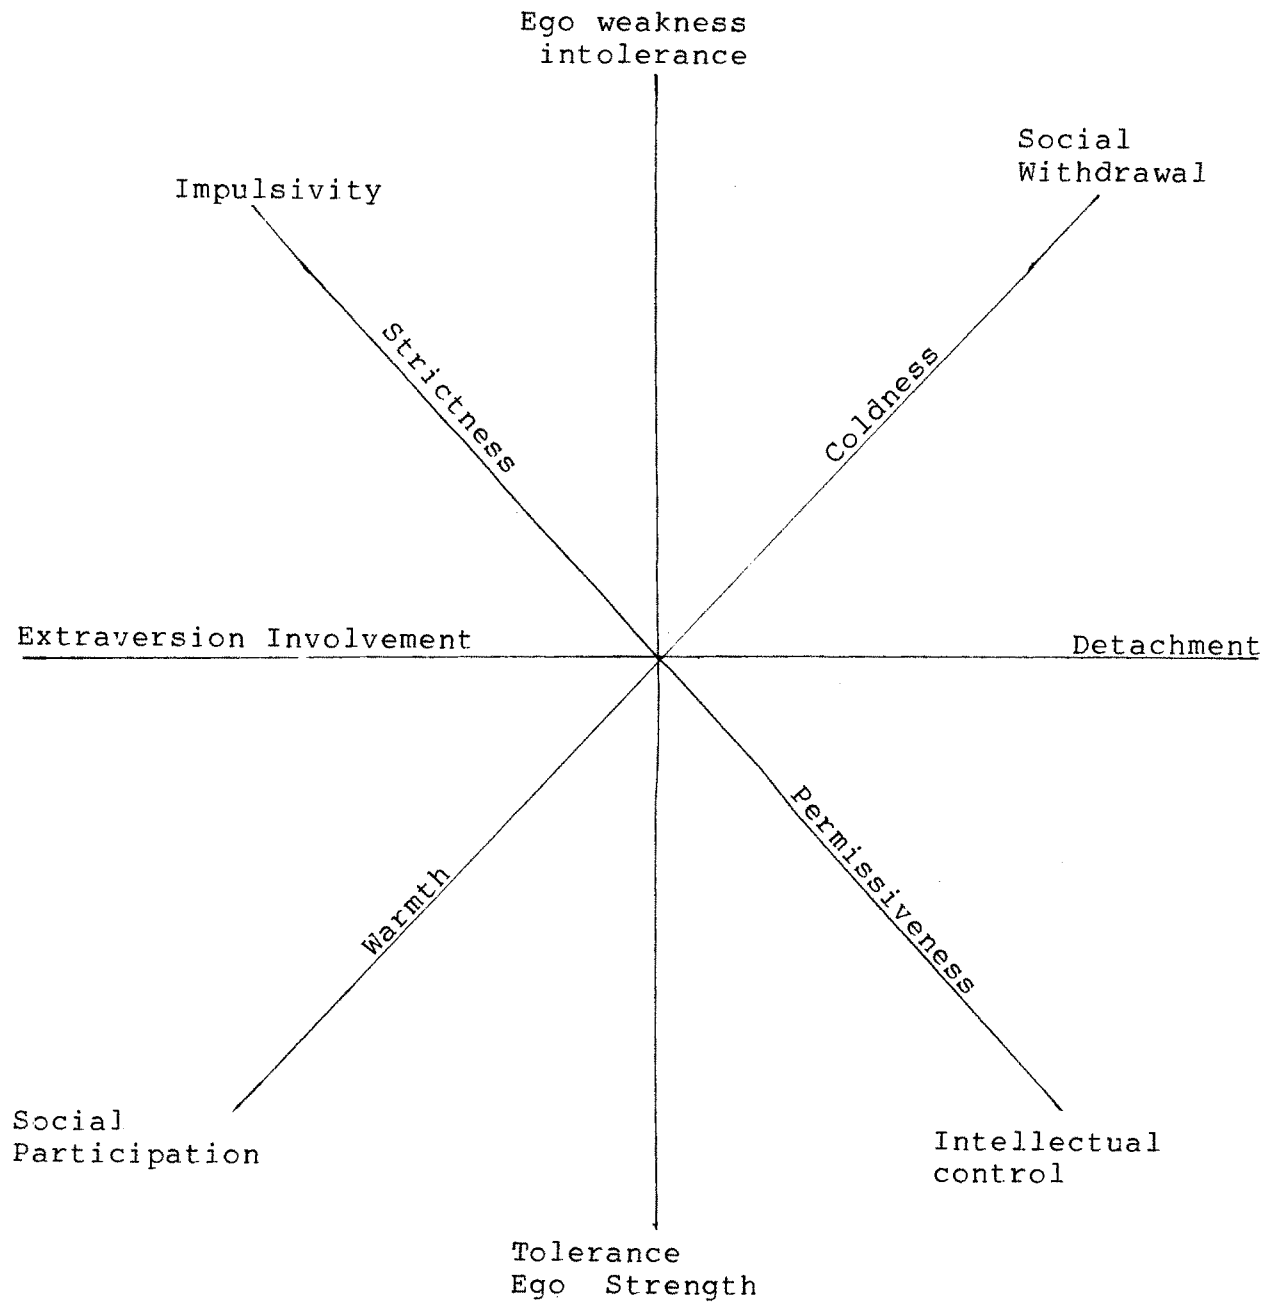 Ego weakness
intolerance
Social
Withdrawal
Impulsivity
Strictness
Coldness
Extraversion Involvement
Detachment
Permissiveness
Warmth
Social
Participation
Intellectual
control
Tolerance
Ego Strength